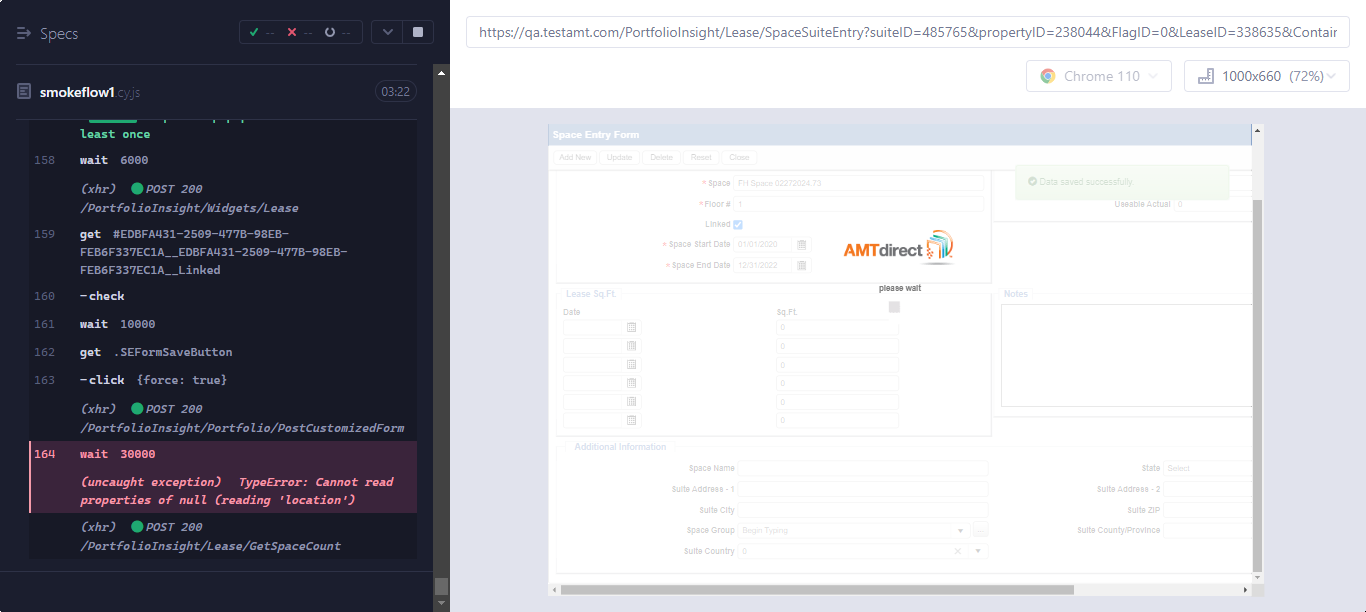 Specs
-- -- --
smokeflow1.cy.js
03:22
least once
158 wait 6000
(xhr) POST 200
/PortfolioInsight/Widgets/Lease
159 get #EDBFA431-2509-477B-98EB-
FEB6F337EC1A__EDBFA431-2509-477B-98EB-
FEB6F337EC1A__Linked
160 -check
161 wait 10000
162 get .SEFormSaveButton
163 -click {force: true}
(xhr) POST 200
/PortfolioInsight/Portfolio/PostCustomizedForm
164 wait 30000
(uncaught exception) TypeError: Cannot read
properties of null (reading 'location')
(xhr) POST 200
/PortfolioInsight/Lease/GetSpaceCount
https://qa.testamt.com/PortfolioInsight/Lease/SpaceSuiteEntry?suiteID=485765&propertyID=238044&FlagID=0&LeaseID=338635&Contair
Chrome 110
1000x660 (72%)
Space Entry Form
Add New Update Delete Reset Close
* Space FH Space 02272024.73
Data saved successfully.
* Floor # 1
Useable Actual 0
Linked
* Space Start Date 01/01/2020
* Space End Date 12/31/2022
AMTdirect
please wait
Lease Sq.Ft.
Notes
Date Sq.Ft.
0
0
0
0
0
0
Additional Information
Space Name
State Select
Suite Address - 1
Suite Address - 2
Suite City
Suite ZIP
Space Group Begin Typing
...
Suite County/Province
Suite Country 0